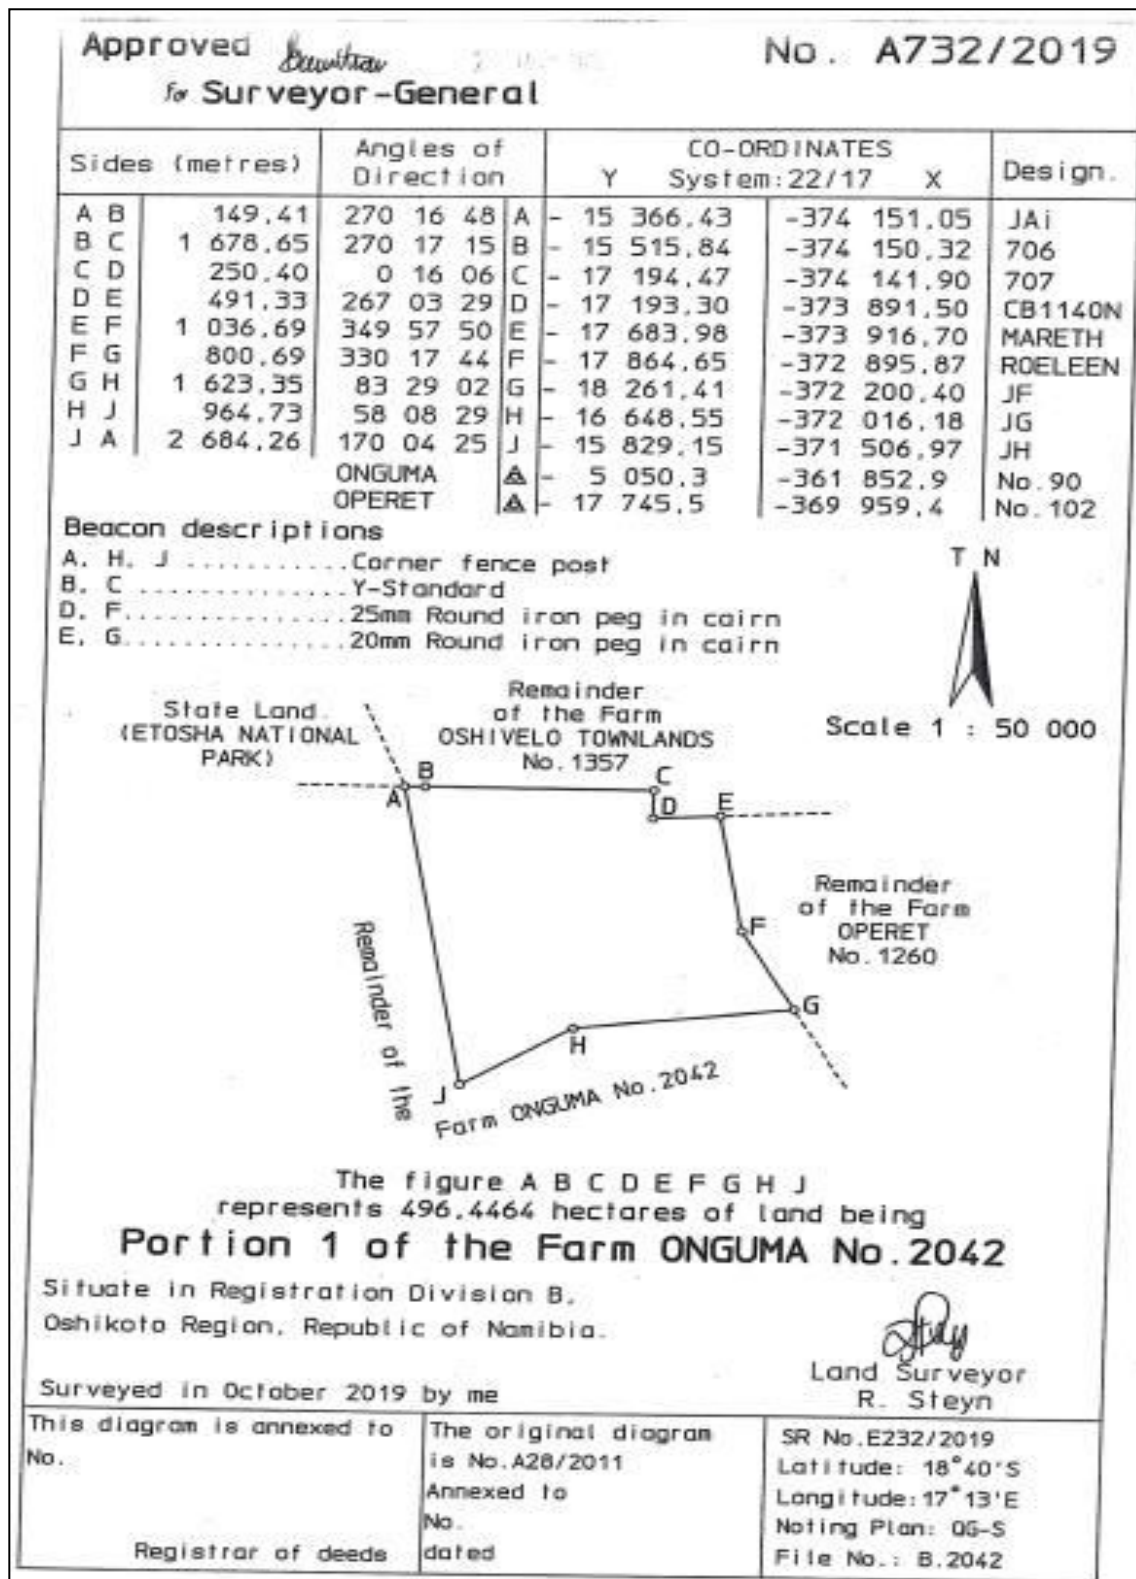 Approved
No. A732/2019
For Surveyor-General
Sides (metres) Angles of Direction CO-ORDINATES Y System:22/17 X Design.
A B 149,41 270 16 48 A - 15 366,43 -374 151,05 JAi
B C 1 678,65 270 17 15 B - 15 515,84 -374 150,32 706
C D 250,40 0 16 06 C - 17 194,47 -374 141,90 707
D E 491,33 267 03 29 D - 17 193,30 -373 891,50 CB1140N
E F 1 036,69 349 57 50 E - 17 683,98 -373 916,70 MARETH
F G 800,69 330 17 44 F - 17 864,65 -372 895,87 ROELEEN
G H 1 623,35 83 29 02 G - 18 261,41 -372 200,40 JF
H J 964,73 58 08 29 H - 16 648,55 -372 016,18 JG
J A 2 684,26 170 04 25 J - 15 829,15 -371 506,97 JH
ONGUMA - 5 050,3 -361 852,9 No.90
OPERET - 17 745,5 -369 959,4 No.102
Beacon descriptions
A, H, J ...........Corner fence post
B, C ..............Y-Standard
D, F...............25mm Round iron peg in cairn
E, G...............20mm Round iron peg in cairn
T N
Scale 1 : 50 000
State Land
(ETOSHA NATIONAL
PARK)
Remainder
of the Farm
OSHIVELO TOWNLANDS
No.1357
A
B
C
D
E
Remainder
of the Farm
OPERET
No.1260
F
G
H
J
Remainder of the
Farm ONGUMA No.2042
The figure A B C D E F G H J
represents 496,4464 hectares of land being
Portion 1 of the Farm ONGUMA No.2042
Situate in Registration Division B,
Oshikoto Region, Republic of Namibia.
Land Surveyor
Surveyed in October 2019 by me
R. Steyn
This diagram is annexed to
No.
Registrar of deeds
The original diagram
is No.A28/2011
Annexed to
No.
dated
SR No.E232/2019
Latitude: 18°40'S
Longitude:17°13'E
Noting Plan: QG-S
File No.: B.2042